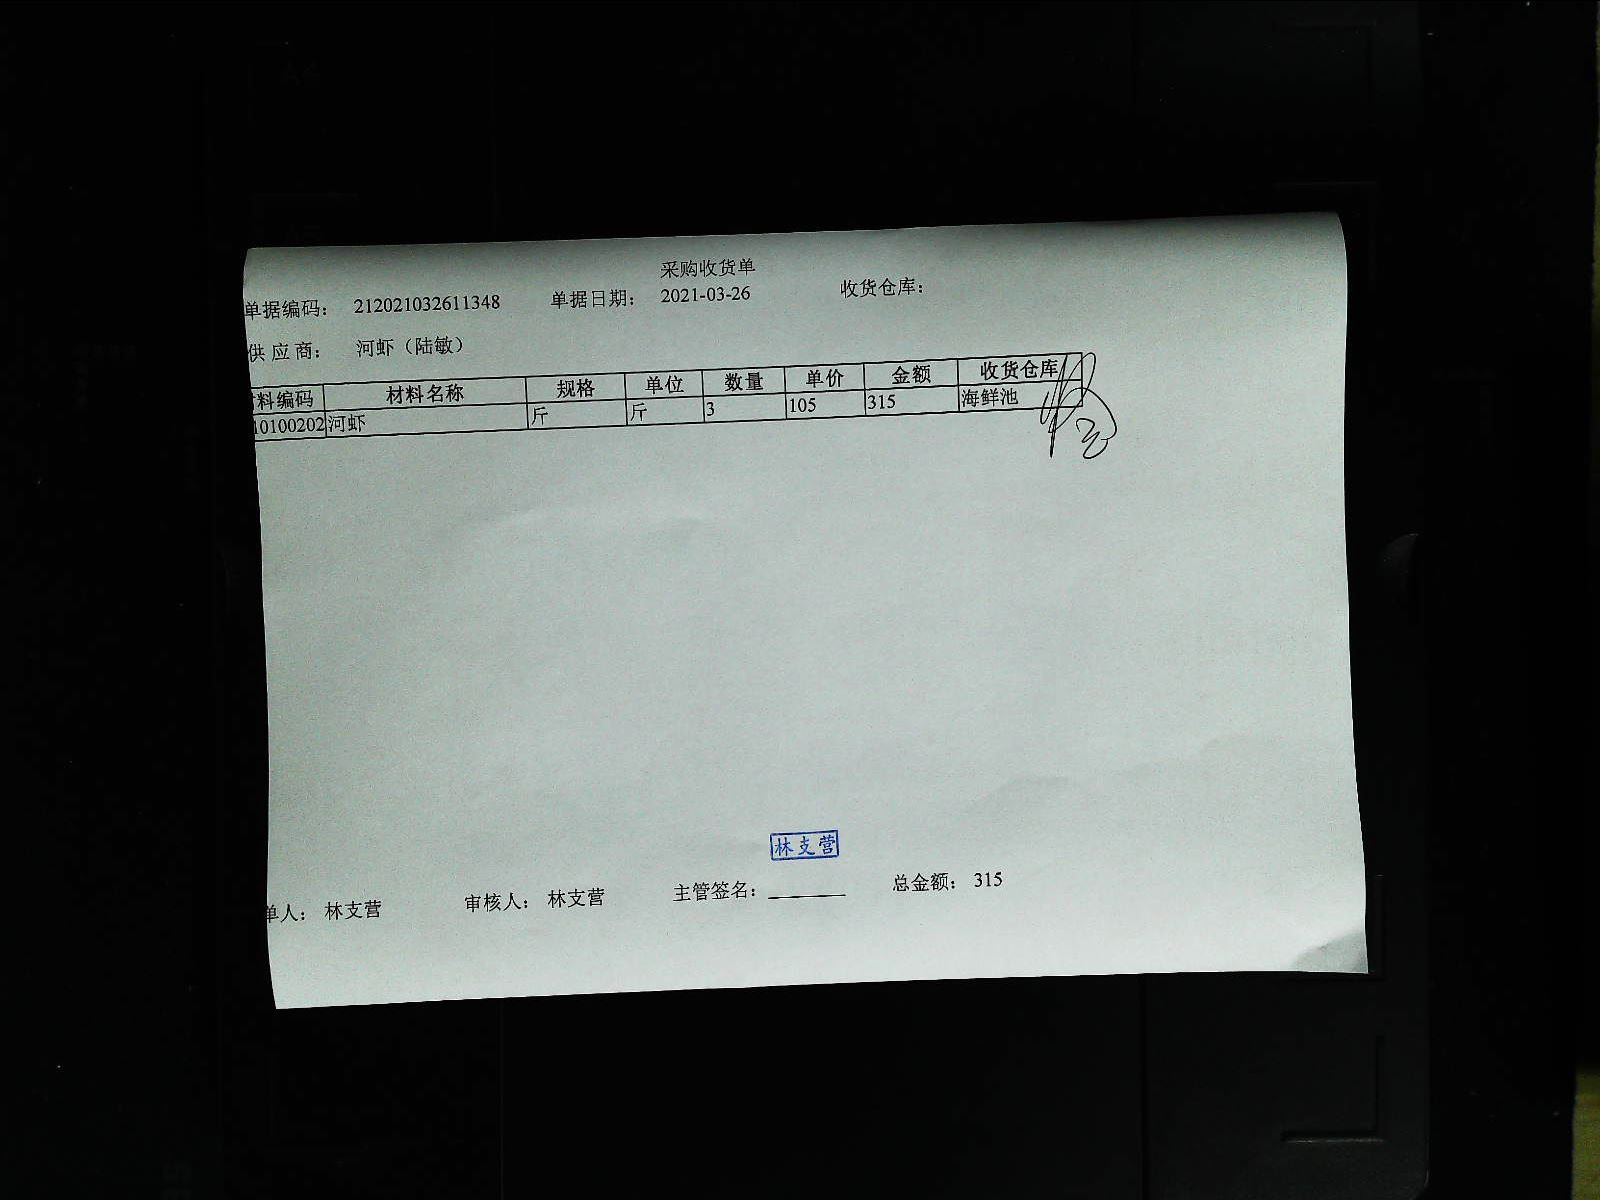 采购收货单
单据编码： 212021032611348 单据日期： 2021-03-26 收货仓库：
供应商： 河虾（陆敏）
料编码 材料名称 规格 单位 数量 单价 金额 收货仓库
10100202 河虾 斤 斤 3 105 315 海鲜池
林支营
单人： 林支营 审核人： 林支营 主管签名： 总金额： 315